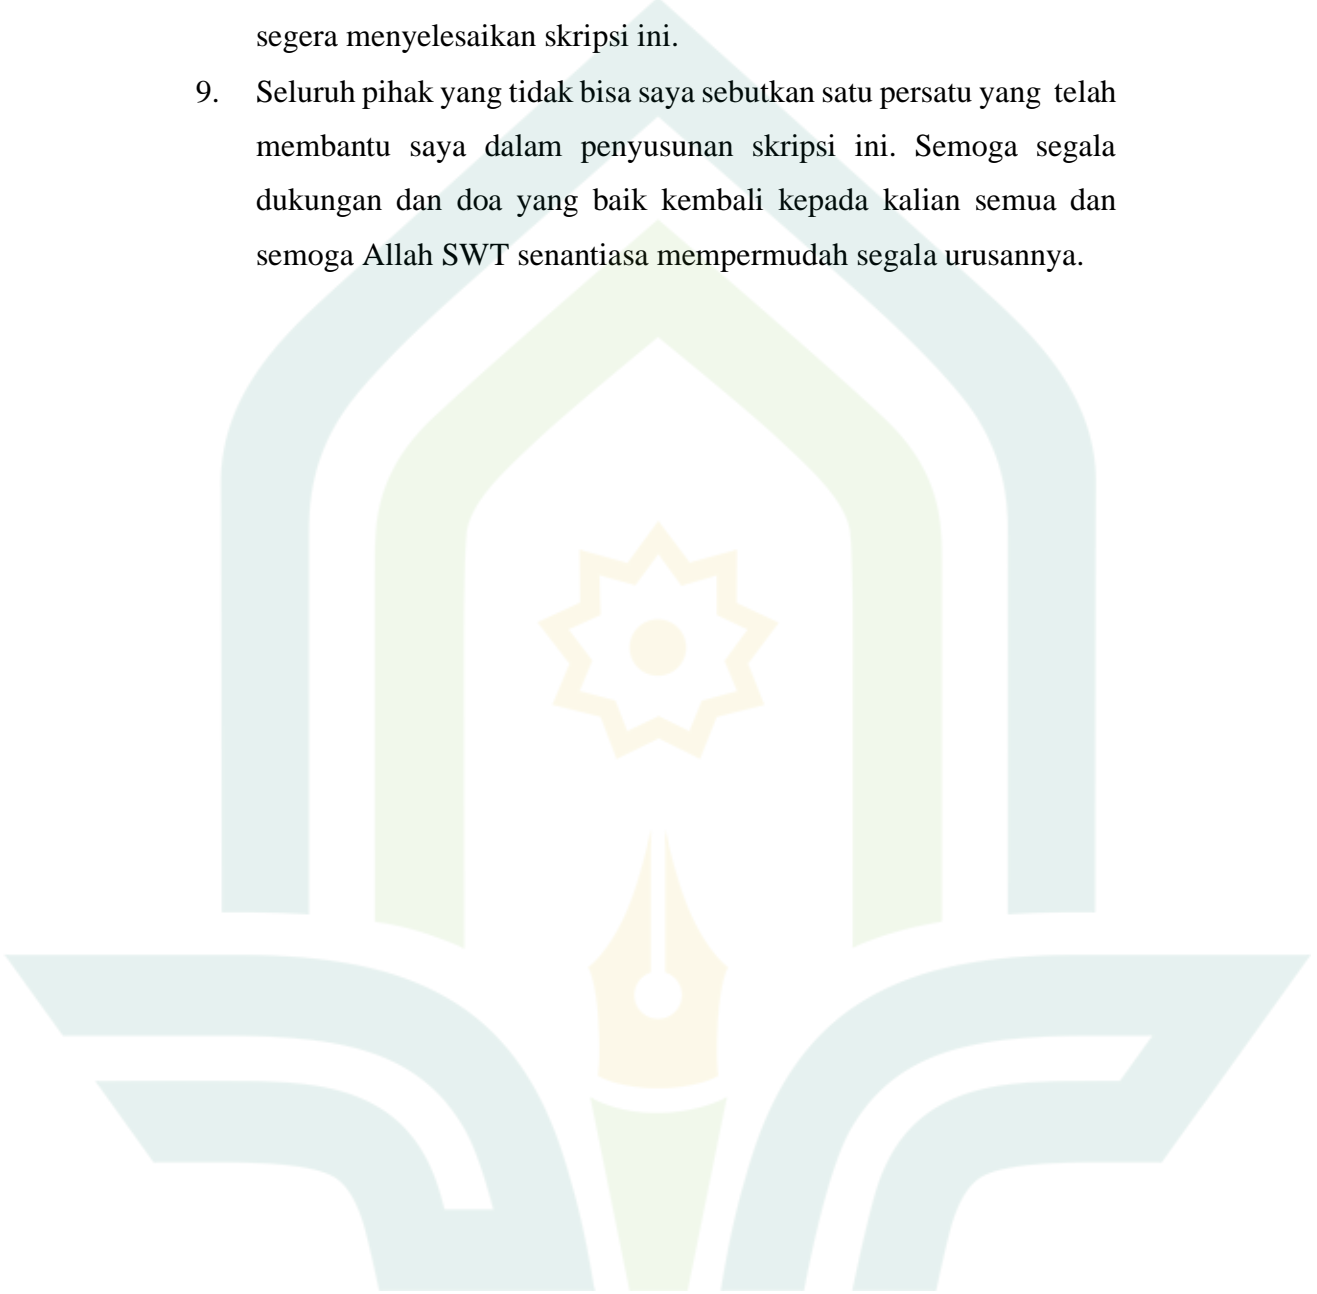 segera menyelesaikan skripsi ini.
9. Seluruh pihak yang tidak bisa saya sebutkan satu persatu yang telah
membantu saya dalam penyusunan skripsi ini. Semoga segala
dukungan dan doa yang baik kembali kepada kalian semua dan
semoga Allah SWT senantiasa mempermudah segala urusannya.